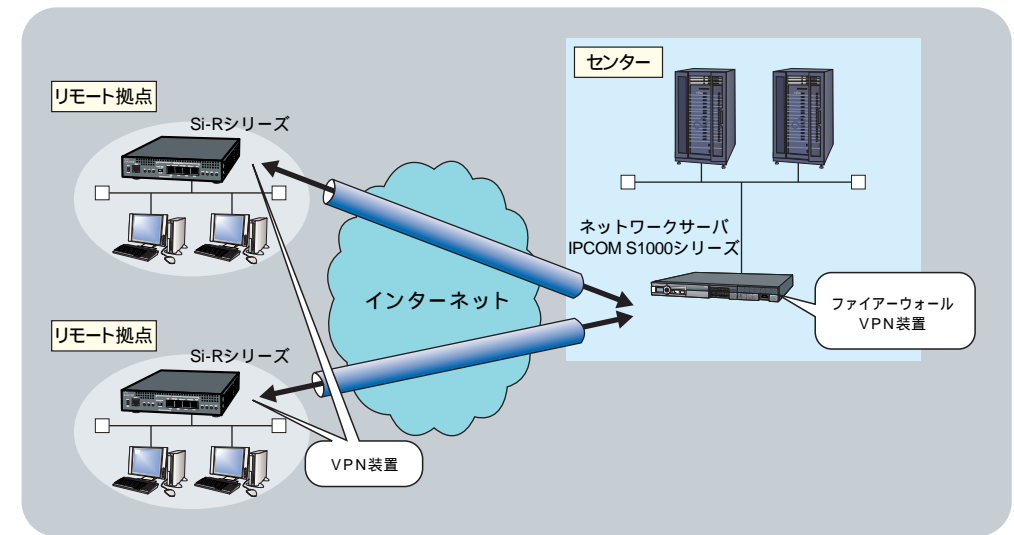 センター
リモート拠点
Si-Rシリーズ
ネットワークサーバ
IPCOM S1000シリーズ
インターネット
ファイアーウォール
VPN装置
リモート拠点
Si-Rシリーズ
VPN装置